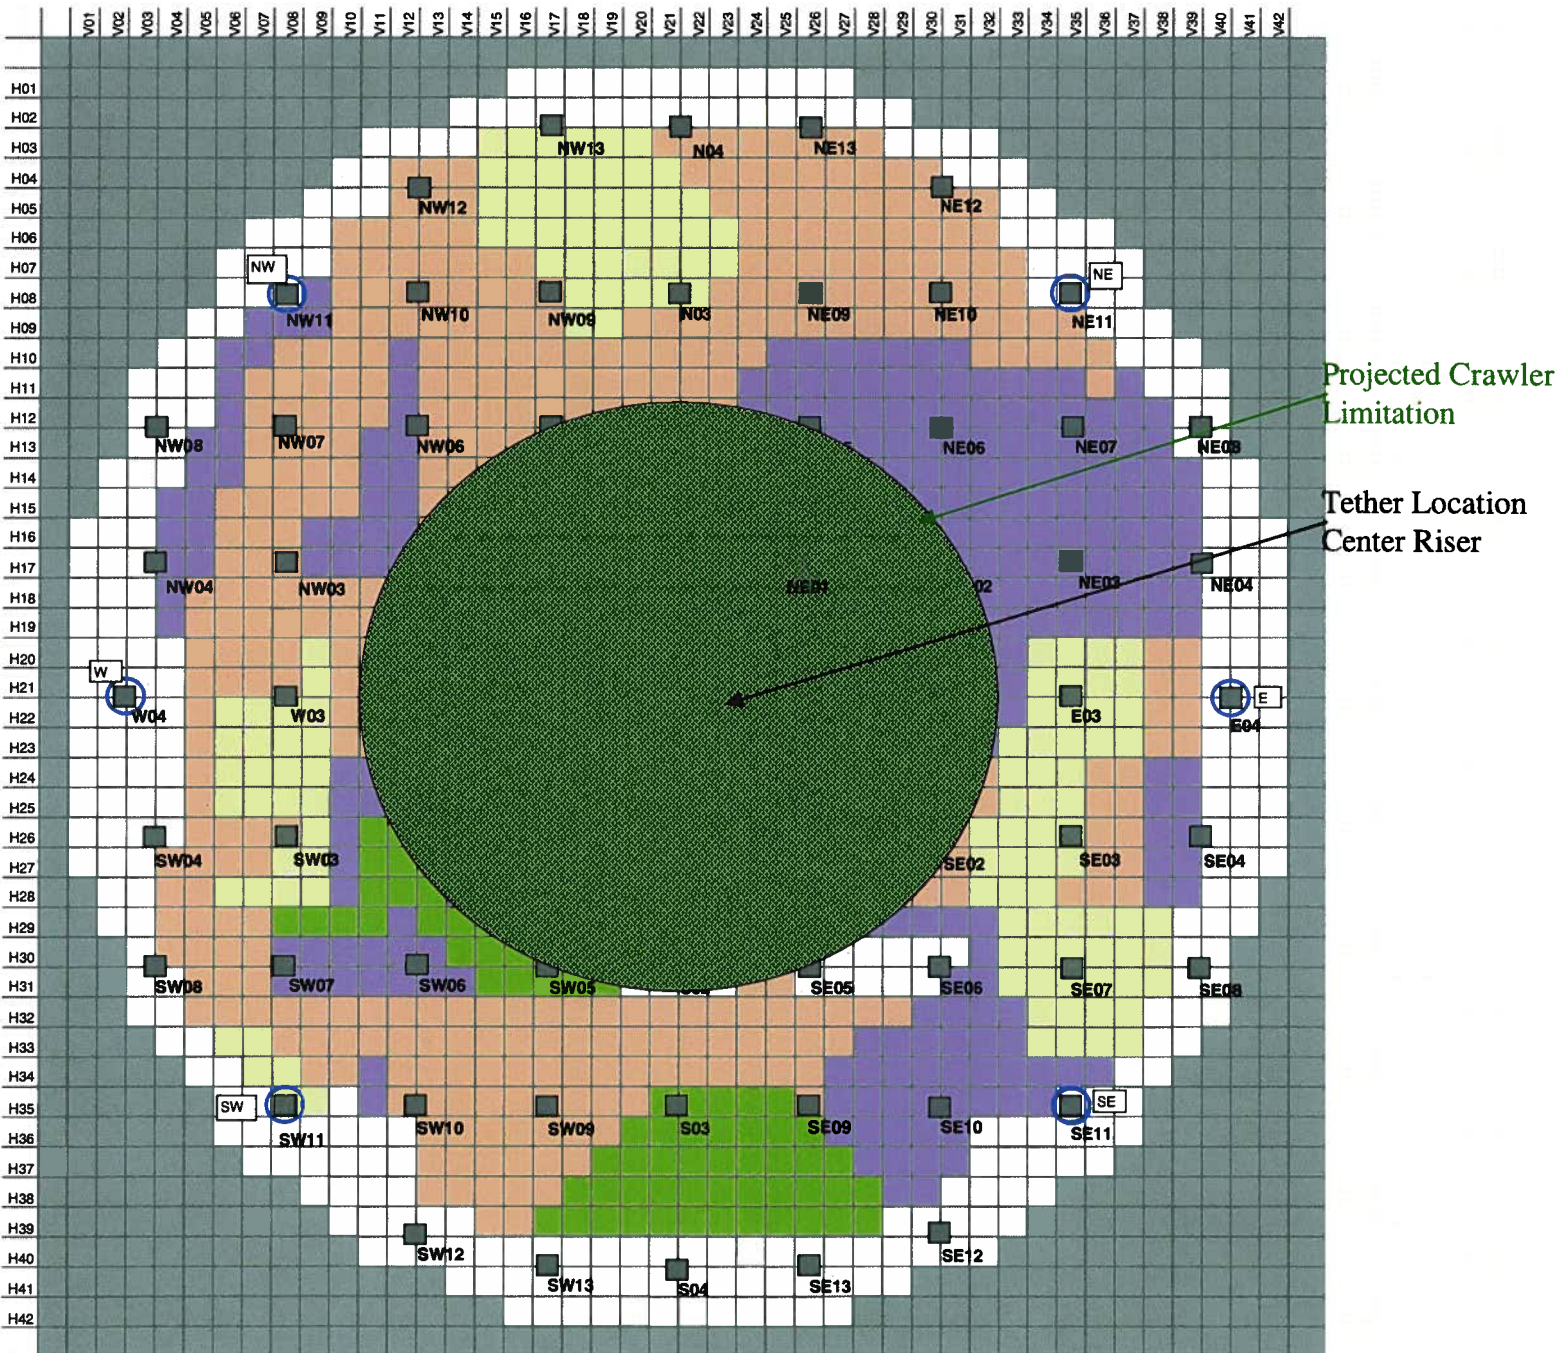 V01 V02 V03 V04 V05 V06 V07 V08 V09 V10 V11 V12 V13 V14 V15 V16 V17 V18 V19 V20 V21 V22 V23 V24 V25 V26 V27 V28 V29 V30 V31 V32 V33 V34 V35 V36 V37 V38 V39 V40 V41 V42
H01
H02
H03 NW13 N04 NE13
H04
H05 NW12 NE12
H06
H07 NW NE
H08
H09 NW11 NW10 NW09 N03 NE09 NE10 NE11
H10
H11 Projected Crawler
H12 Limitation
H13 NW08 NW07 NW06 NE06 NE07 NE08
H14
H15 Tether Location
H16 Center Riser
H17
H18 NW04 NW03 NE01 02 NE03 NE04
H19
H20
H21 W E
H22 W04 W03 E03 E04
H23
H24
H25
H26
H27 SW04 SW03 SE02 SE03 SE04
H28
H29
H30
H31 SW08 SW07 SW06 SW05 SE05 SE06 SE07 SE08
H32
H33
H34
H35 SW SE
H36 SW11 SW10 SW09 S03 SE09 SE10 SE11
H37
H38
H39
H40 SW12 SE12
H41 SW13 S04 SE13
H42